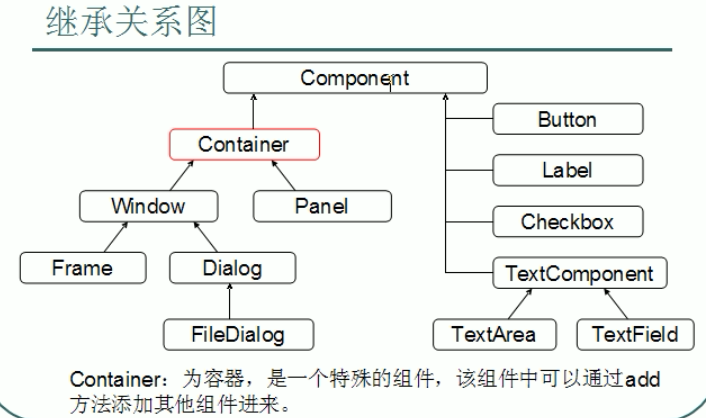 继承关系图
Component
Container
Button
Label
Window
Panel
Checkbox
Frame
Dialog
TextComponent
FileDialog
TextArea
TextField
Container：为容器，是一个特殊的组件，该组件中可以通过add
方法添加其他组件进来。